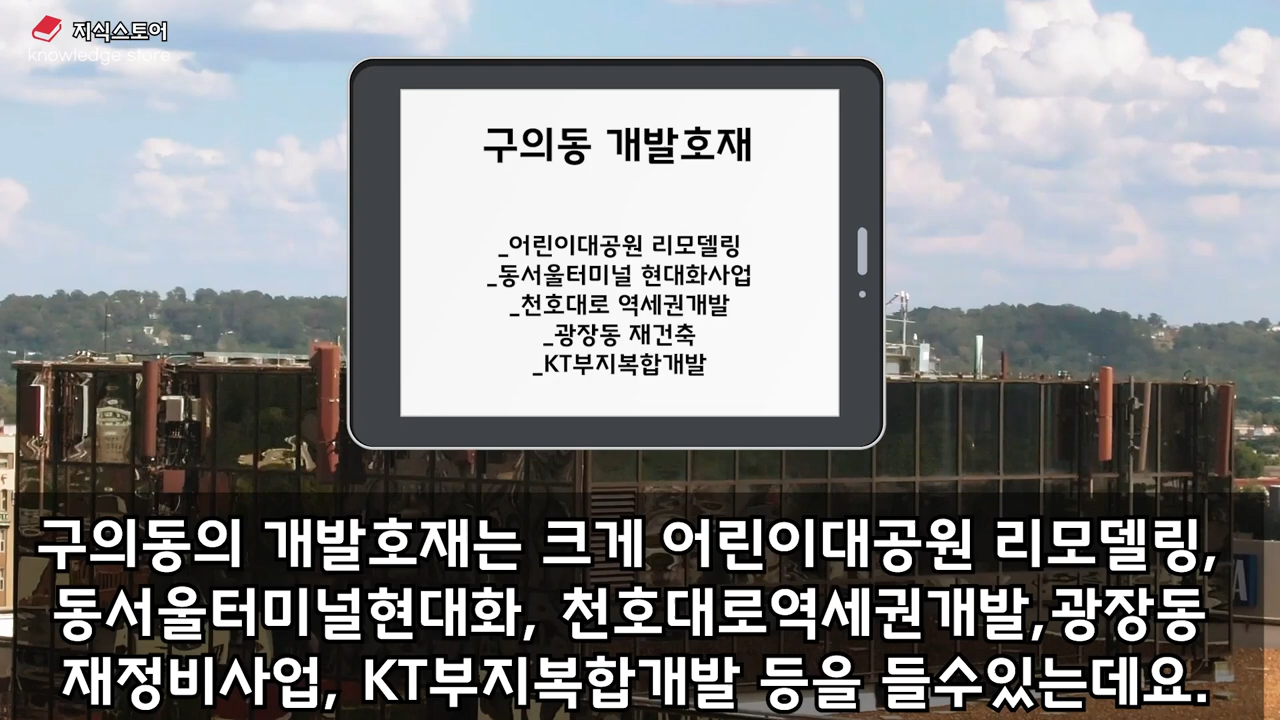 지식스토어
knowledge store
구의동 개발호재
_어린이대공원 리모델링
_동서울터미널 현대화사업
_천호대로 역세권개발
_광장동 재건축
_KT부지복합개발
구의동의 개발호재는 크게 어린이대공원 리모델링,
동서울터미널현대화, 천호대로역세권개발,광장동
재정비사업, KT부지복합개발 등을 들수있는데요.
A